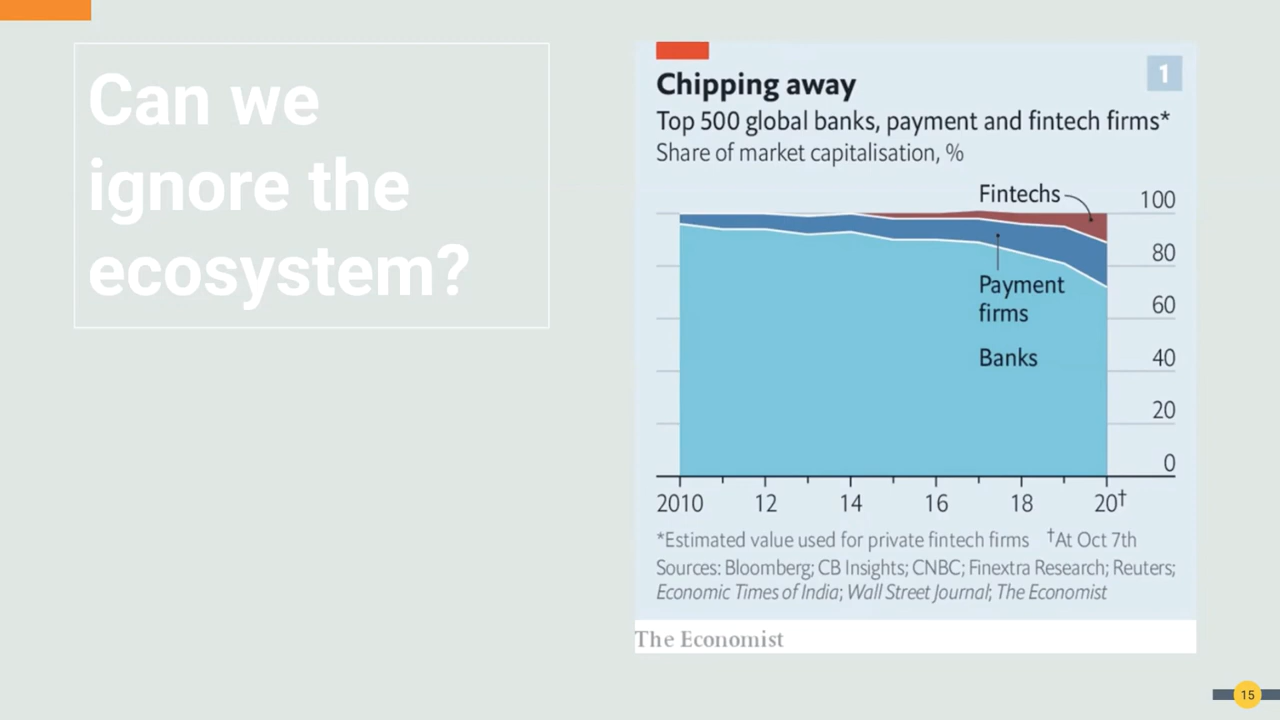 Can we
ignore the
ecosystem?
Chipping away
1
Top 500 global banks, payment and fintech firms*
Share of market capitalisation, %
Fintechs
100
80
Payment
firms
60
Banks
40
20
0
2010 12 14 16 18 20†
*Estimated value used for private fintech firms †At Oct 7th
Sources: Bloomberg; CB Insights; CNBC; Finextra Research; Reuters;
Economic Times of India; Wall Street Journal; The Economist
The Economist
15